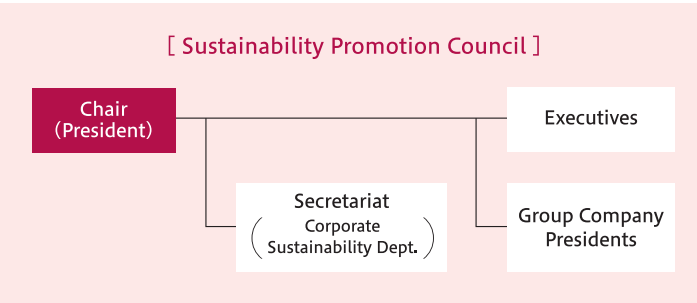 [ Sustainability Promotion Council ]
Chair
(President)
Executives
Secretariat
(Corporate
Sustainability Dept.)
Group Company
Presidents